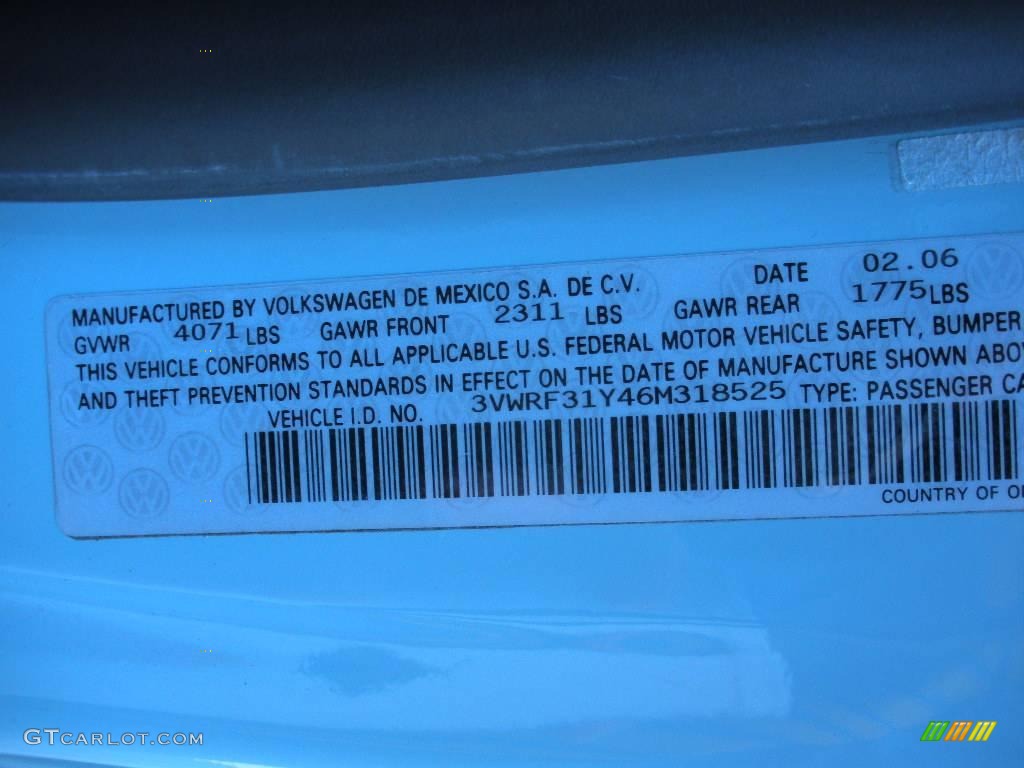 MANUFACTURED BY VOLKSWAGEN DE MEXICO S.A. DE C.V. DATE 02.06
GVWR 4071 LBS GAWR FRONT 2311 LBS GAWR REAR 1775 LBS
THIS VEHICLE CONFORMS TO ALL APPLICABLE U.S. FEDERAL MOTOR VEHICLE SAFETY, BUMPER
AND THEFT PREVENTION STANDARDS IN EFFECT ON THE DATE OF MANUFACTURE SHOWN ABO
VEHICLE I.D. NO. 3VWRF31Y46M318525 TYPE: PASSENGER CA
COUNTRY OF
GTCARLOT.COM